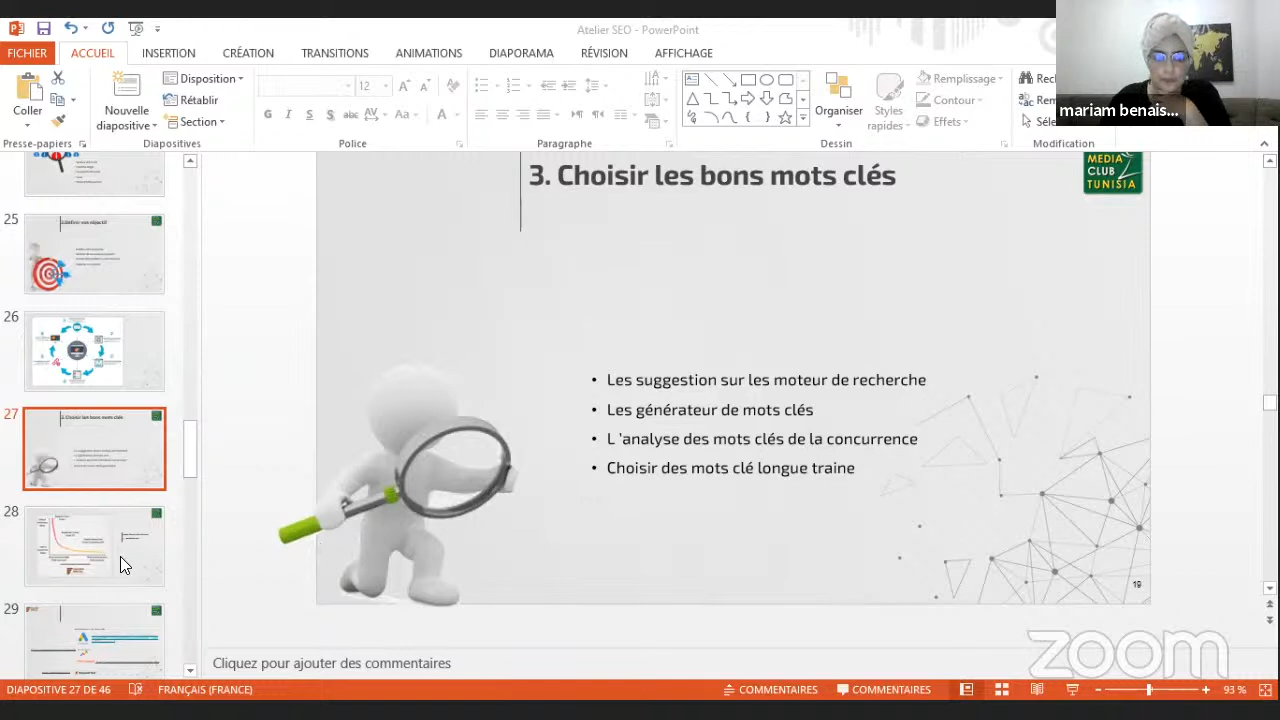 Atelier SEO - PowerPoint
FICHIER ACCUEIL INSERTION CRÉATION TRANSITIONS ANIMATIONS DIAPORAMA RÉVISION AFFICHAGE
Coller
Presse-papiers
Nouvelle diapositive
Disposition
Rétablir
Section
Diapositives
12
Police
Paragraphe
Organiser
Styles rapides
Remplissage
Contour
Effets
Dessin
Modification
mariam benais...
25
26
27
28
29
3. Choisir les bons mots clés
MEDIA
CLUB
TUNISIA
• Les suggestion sur les moteur de recherche
• Les générateur de mots clés
• L 'analyse des mots clés de la concurrence
• Choisir des mots clé longue traine
19
Cliquez pour ajouter des commentaires
zoom
DIAPOSITIVE 27 DE 46 FRANÇAIS (FRANCE) COMMENTAIRES COMMENTAIRES 93 %